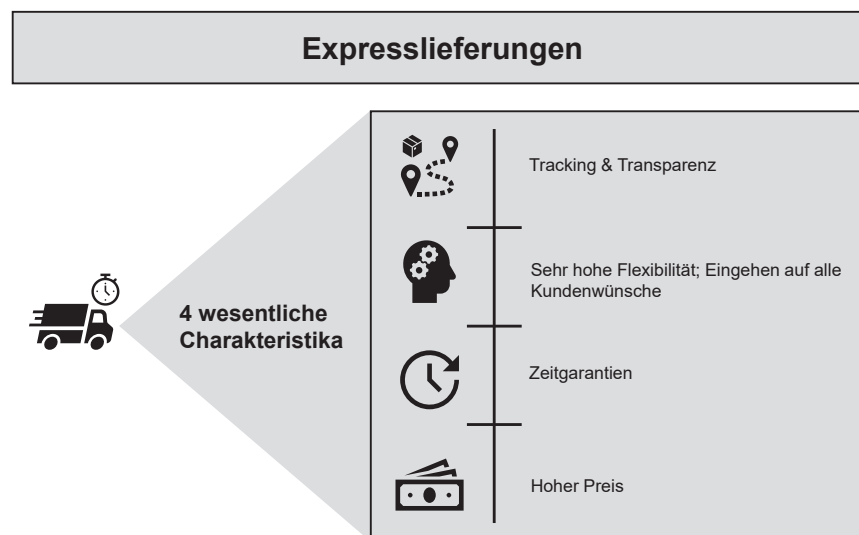 Expresslieferungen
Tracking & Transparenz
Sehr hohe Flexibilität; Eingehen auf alle
Kundenwünsche
4 wesentliche
Charakteristika
Zeitgarantien
Hoher Preis